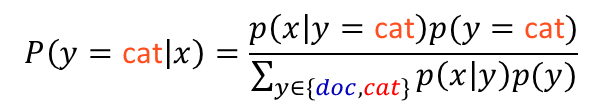 P(y = cat|x) = p(x|y = cat)p(y = cat) / ∑y∈{doc,cat} p(x|y)p(y)